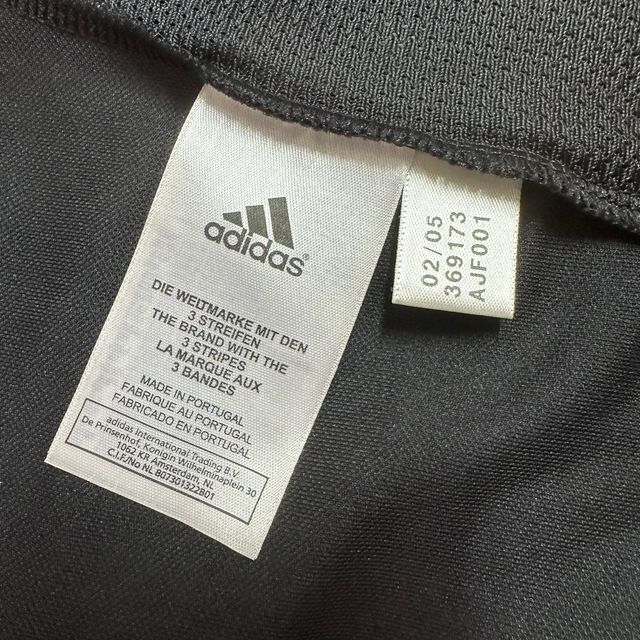 adidas
DIE WELTMARKE MIT DEN
3 STREIFEN
THE BRAND WITH THE
3 STRIPES
LA MARQUE AUX
3 BANDES
MADE IN PORTUGAL
FABRIQUE AU PORTUGAL
FABRICADO EN PORTUGAL
adidas International Trading B.V.
De Prinsenhof, Konigin Wilhelminaplein 30
1062 KR Amsterdam, NL
C.I.F./No NL 807301322B01
02/05
369173
AJF001